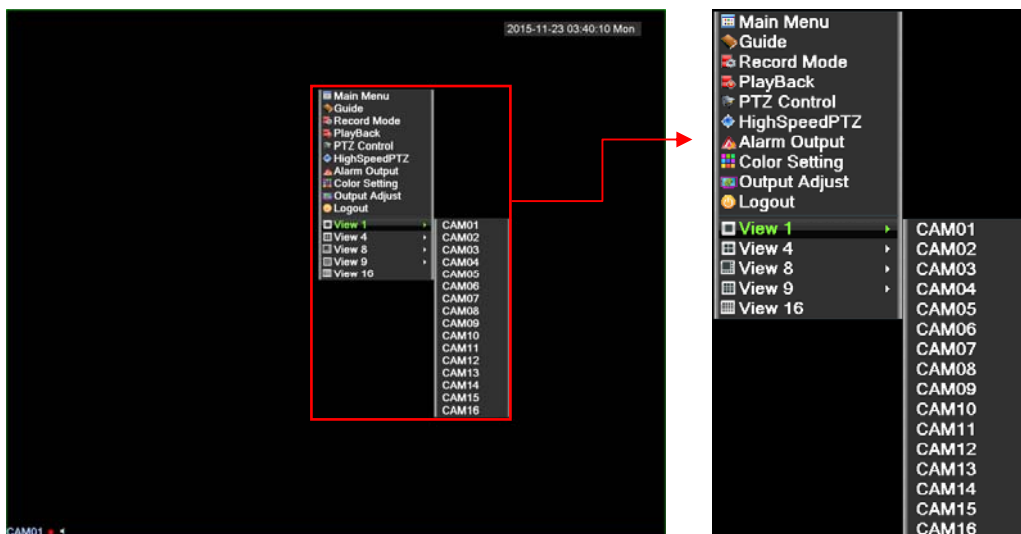 2015-11-23 03:40:10 Mon
Main Menu
Guide
Record Mode
PlayBack
PTZ Control
HighSpeedPTZ
Alarm Output
Color Setting
Output Adjust
Logout
View 1
View 4
View 8
View 9
View 16
CAM01
CAM02
CAM03
CAM04
CAM05
CAM06
CAM07
CAM08
CAM09
CAM10
CAM11
CAM12
CAM13
CAM14
CAM15
CAM16
CAM01
Main Menu
Guide
Record Mode
PlayBack
PTZ Control
HighSpeedPTZ
Alarm Output
Color Setting
Output Adjust
Logout
View 1
View 4
View 8
View 9
View 16
CAM01
CAM02
CAM03
CAM04
CAM05
CAM06
CAM07
CAM08
CAM09
CAM10
CAM11
CAM12
CAM13
CAM14
CAM15
CAM16